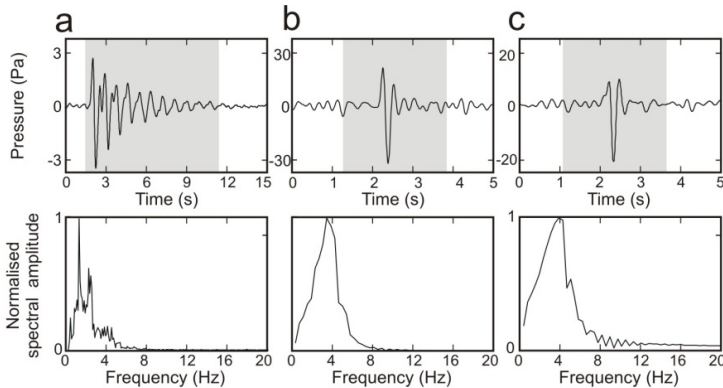 a b c
Pressure (Pa)
3 0 -3
30 0 -30
20 0 -20
0 3 6 9 12 15
0 1 2 3 4 5
0 1 2 3 4 5
Time (s) Time (s) Time (s)
Normalised
spectral amplitude
1 0
1 0
1 0
0 4 8 12 16 20
0 4 8 12 16 20
0 4 8 12 16 20
Frequency (Hz) Frequency (Hz) Frequency (Hz)